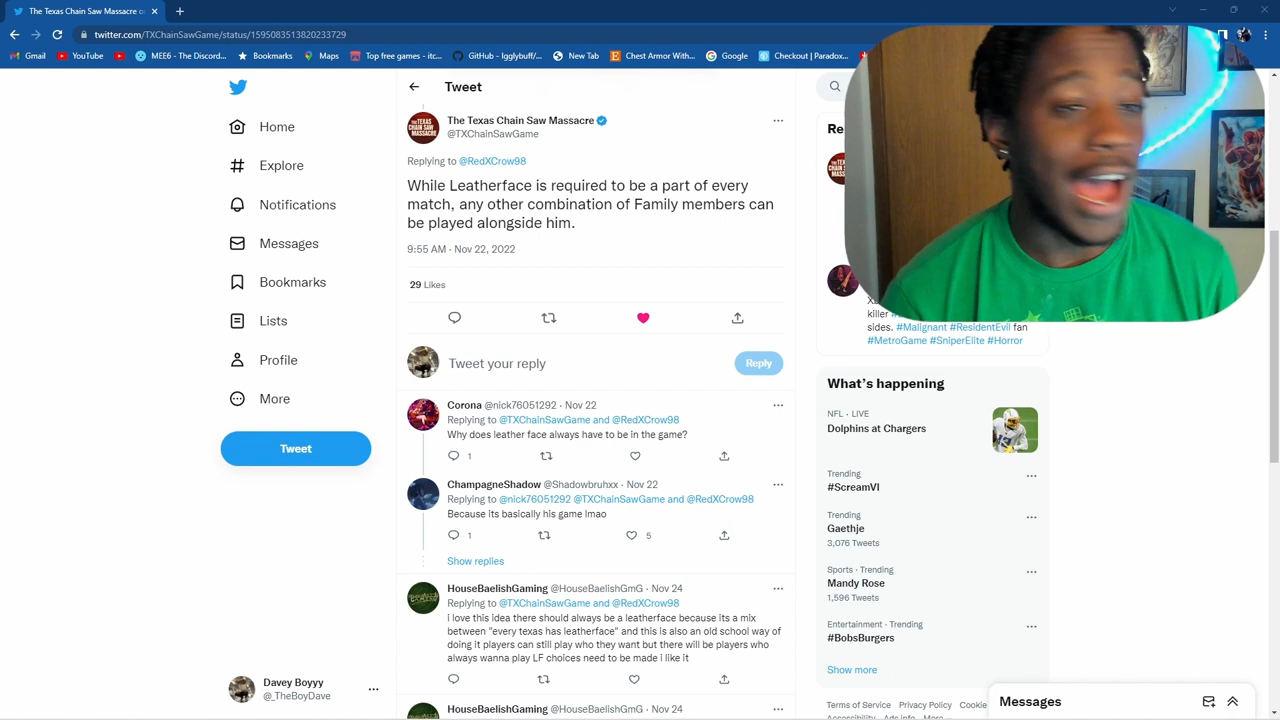 The Texas Chain Saw Massacre o
twitter.com/TXChainSawGame/status/1595083513820233729
Gmail
YouTube
MEE6 - The Discord...
Bookmarks
Maps
Top free games - itc...
GitHub - Igglybuff/...
New Tab
Chest Armor With...
Google
Checkout | Paradox...
Home
Explore
Notifications
Messages
Bookmarks
Lists
Profile
More
Tweet
Davey Boyyy
@_TheBoyDave
Tweet
The Texas Chain Saw Massacre
@TXChainSawGame
Replying to @RedXCrow98
While Leatherface is required to be a part of every
match, any other combination of Family members can
be played alongside him.
9:55 AM · Nov 22, 2022
29 Likes
Tweet your reply
Reply
Corona @nick76051292 · Nov 22
Replying to @TXChainSawGame and @RedXCrow98
Why does leather face always have to be in the game?
1
ChampagneShadow @Shadowbruhxx · Nov 22
Replying to @nick76051292 @TXChainSawGame and @RedXCrow98
Because its basically his game lmao
1 5
Show replies
HouseBaelishGaming @HouseBaelishGmG · Nov 24
Replying to @TXChainSawGame and @RedXCrow98
i love this idea there should always be a leatherface because its a mix
between "every texas has leatherface" and this is also an old school way of
doing it players can still play who they want but there will be players who
always wanna play LF choices need to be made i like it
HouseBaelishGaming @HouseBaelishGmG · Nov 24
Re
killer
sides. #Malignant #ResidentEvil fan
#MetroGame #SniperElite #Horror
What's happening
NFL · LIVE
Dolphins at Chargers
Trending
#ScreamVI
Trending
Gaethje
3,076 Tweets
Sports · Trending
Mandy Rose
1,596 Tweets
Entertainment · Trending
#BobsBurgers
Show more
Terms of Service Privacy Policy Cookie
Accessibility Ads info More
Messages